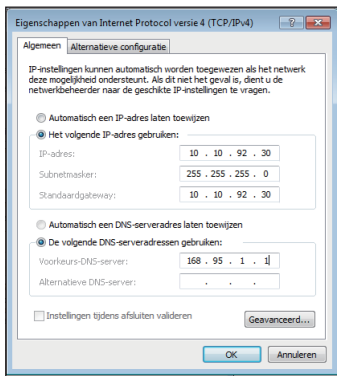 Eigenschappen van Internet Protocol versie 4 (TCP/IPv4)
Algemeen Alternatieve configuratie
IP-instellingen kunnen automatisch worden toegewezen als het netwerk
deze mogelijkheid ondersteunt. Als dit niet het geval is, dient u de
netwerkbeheerder naar de geschikte IP-instellingen te vragen.
Automatisch een IP-adres laten toewijzen
Het volgende IP-adres gebruiken:
IP-adres: 10 . 10 . 92 . 30
Subnetmasker: 255 . 255 . 255 . 0
Standaardgateway: 10 . 10 . 92 . 30
Automatisch een DNS-serveradres laten toewijzen
De volgende DNS-serveradressen gebruiken:
Voorkeurs-DNS-server: 168 . 95 . 1 . 1
Alternatieve DNS-server: . . .
Instellingen tijdens afsluiten valideren
Geavanceerd...
OK Annuleren